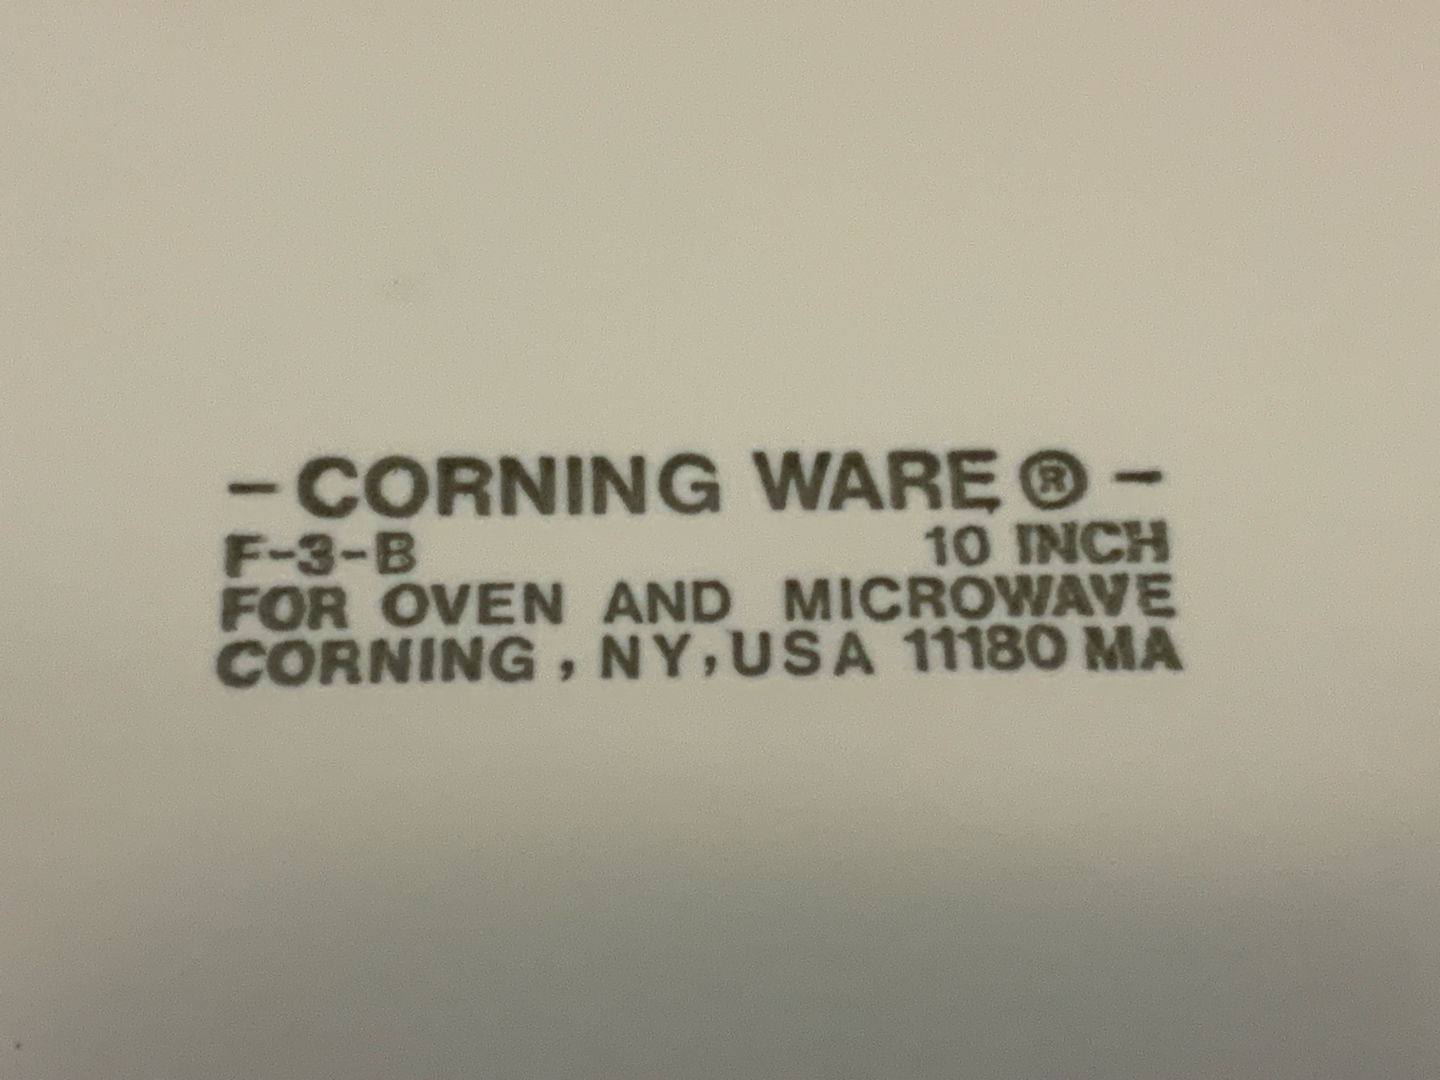 -CORNING WARE® -
F-3-B 10 INCH
FOR OVEN AND MICROWAVE
CORNING , NY,USA 11180 MA